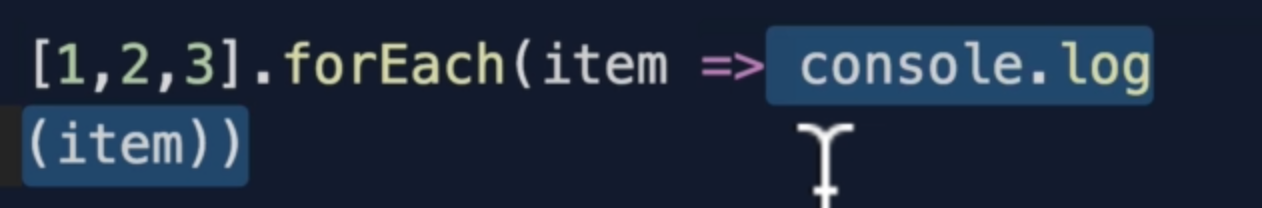 [1,2,3].forEach(item => console.log
(item))